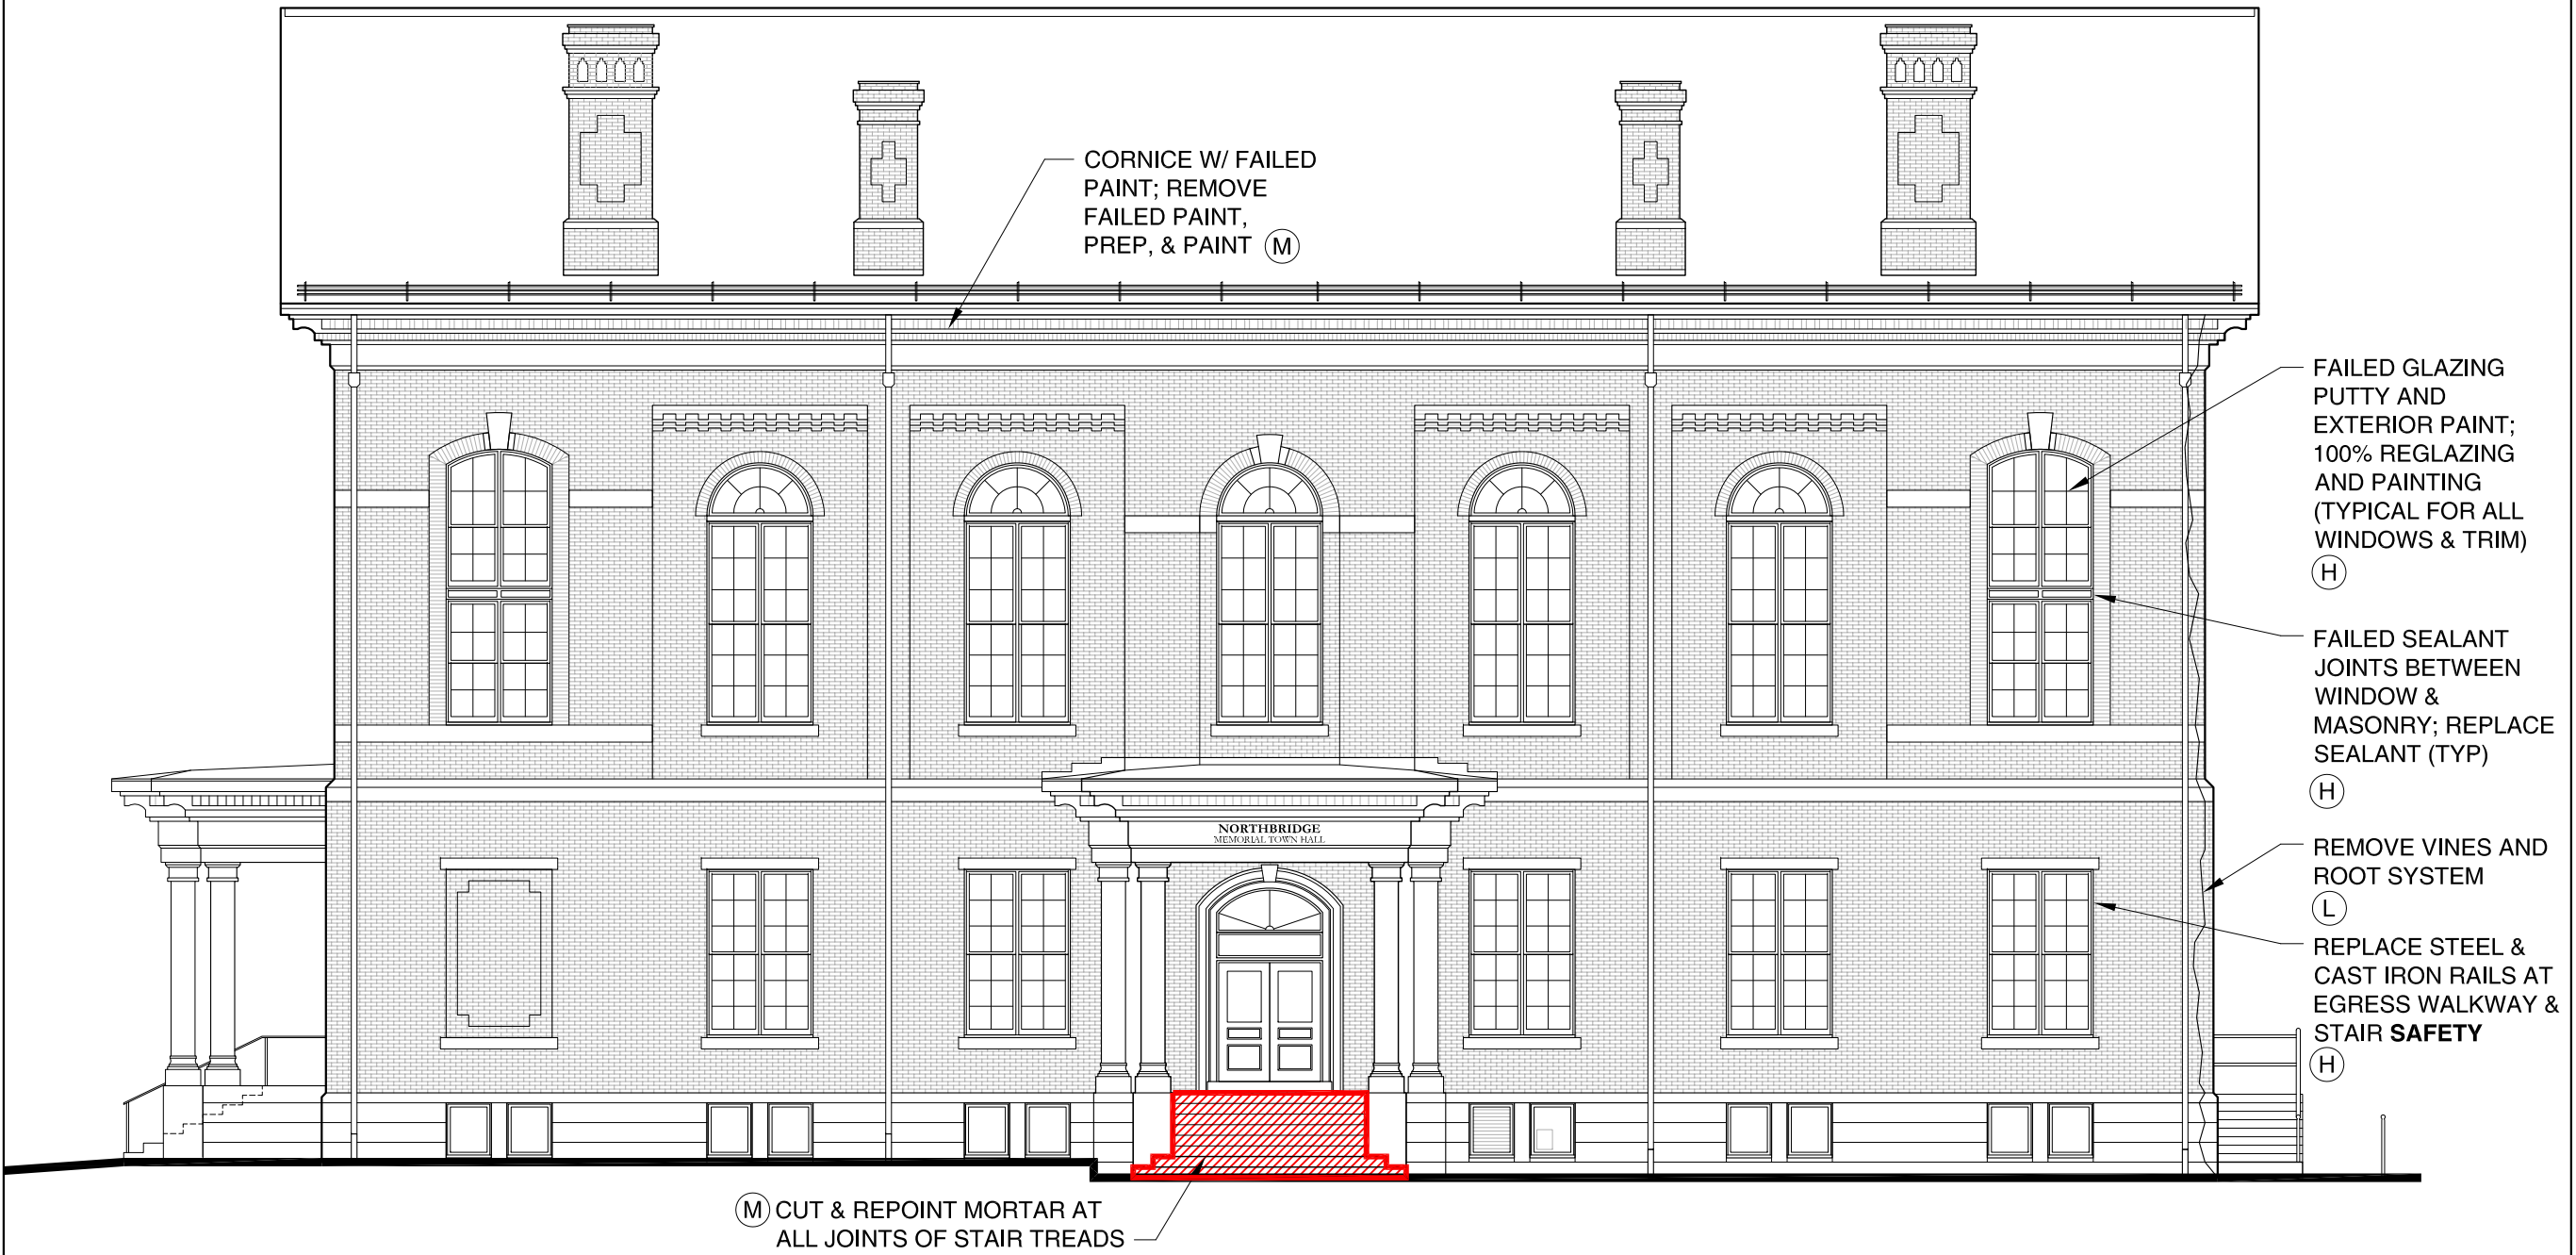 CORNICE W/ FAILED
PAINT; REMOVE
FAILED PAINT,
PREP, & PAINT M
FAILED GLAZING
PUTTY AND
EXTERIOR PAINT;
100% REGLAZING
AND PAINTING
(TYPICAL FOR ALL
WINDOWS & TRIM)
H
FAILED SEALANT
JOINTS BETWEEN
WINDOW &
MASONRY; REPLACE
SEALANT (TYP)
H
NORTHBRIDGE
MEMORIAL TOWN HALL
REMOVE VINES AND
ROOT SYSTEM
L
REPLACE STEEL &
CAST IRON RAILS AT
EGRESS WALKWAY &
STAIR SAFETY
H
M CUT & REPOINT MORTAR AT
ALL JOINTS OF STAIR TREADS